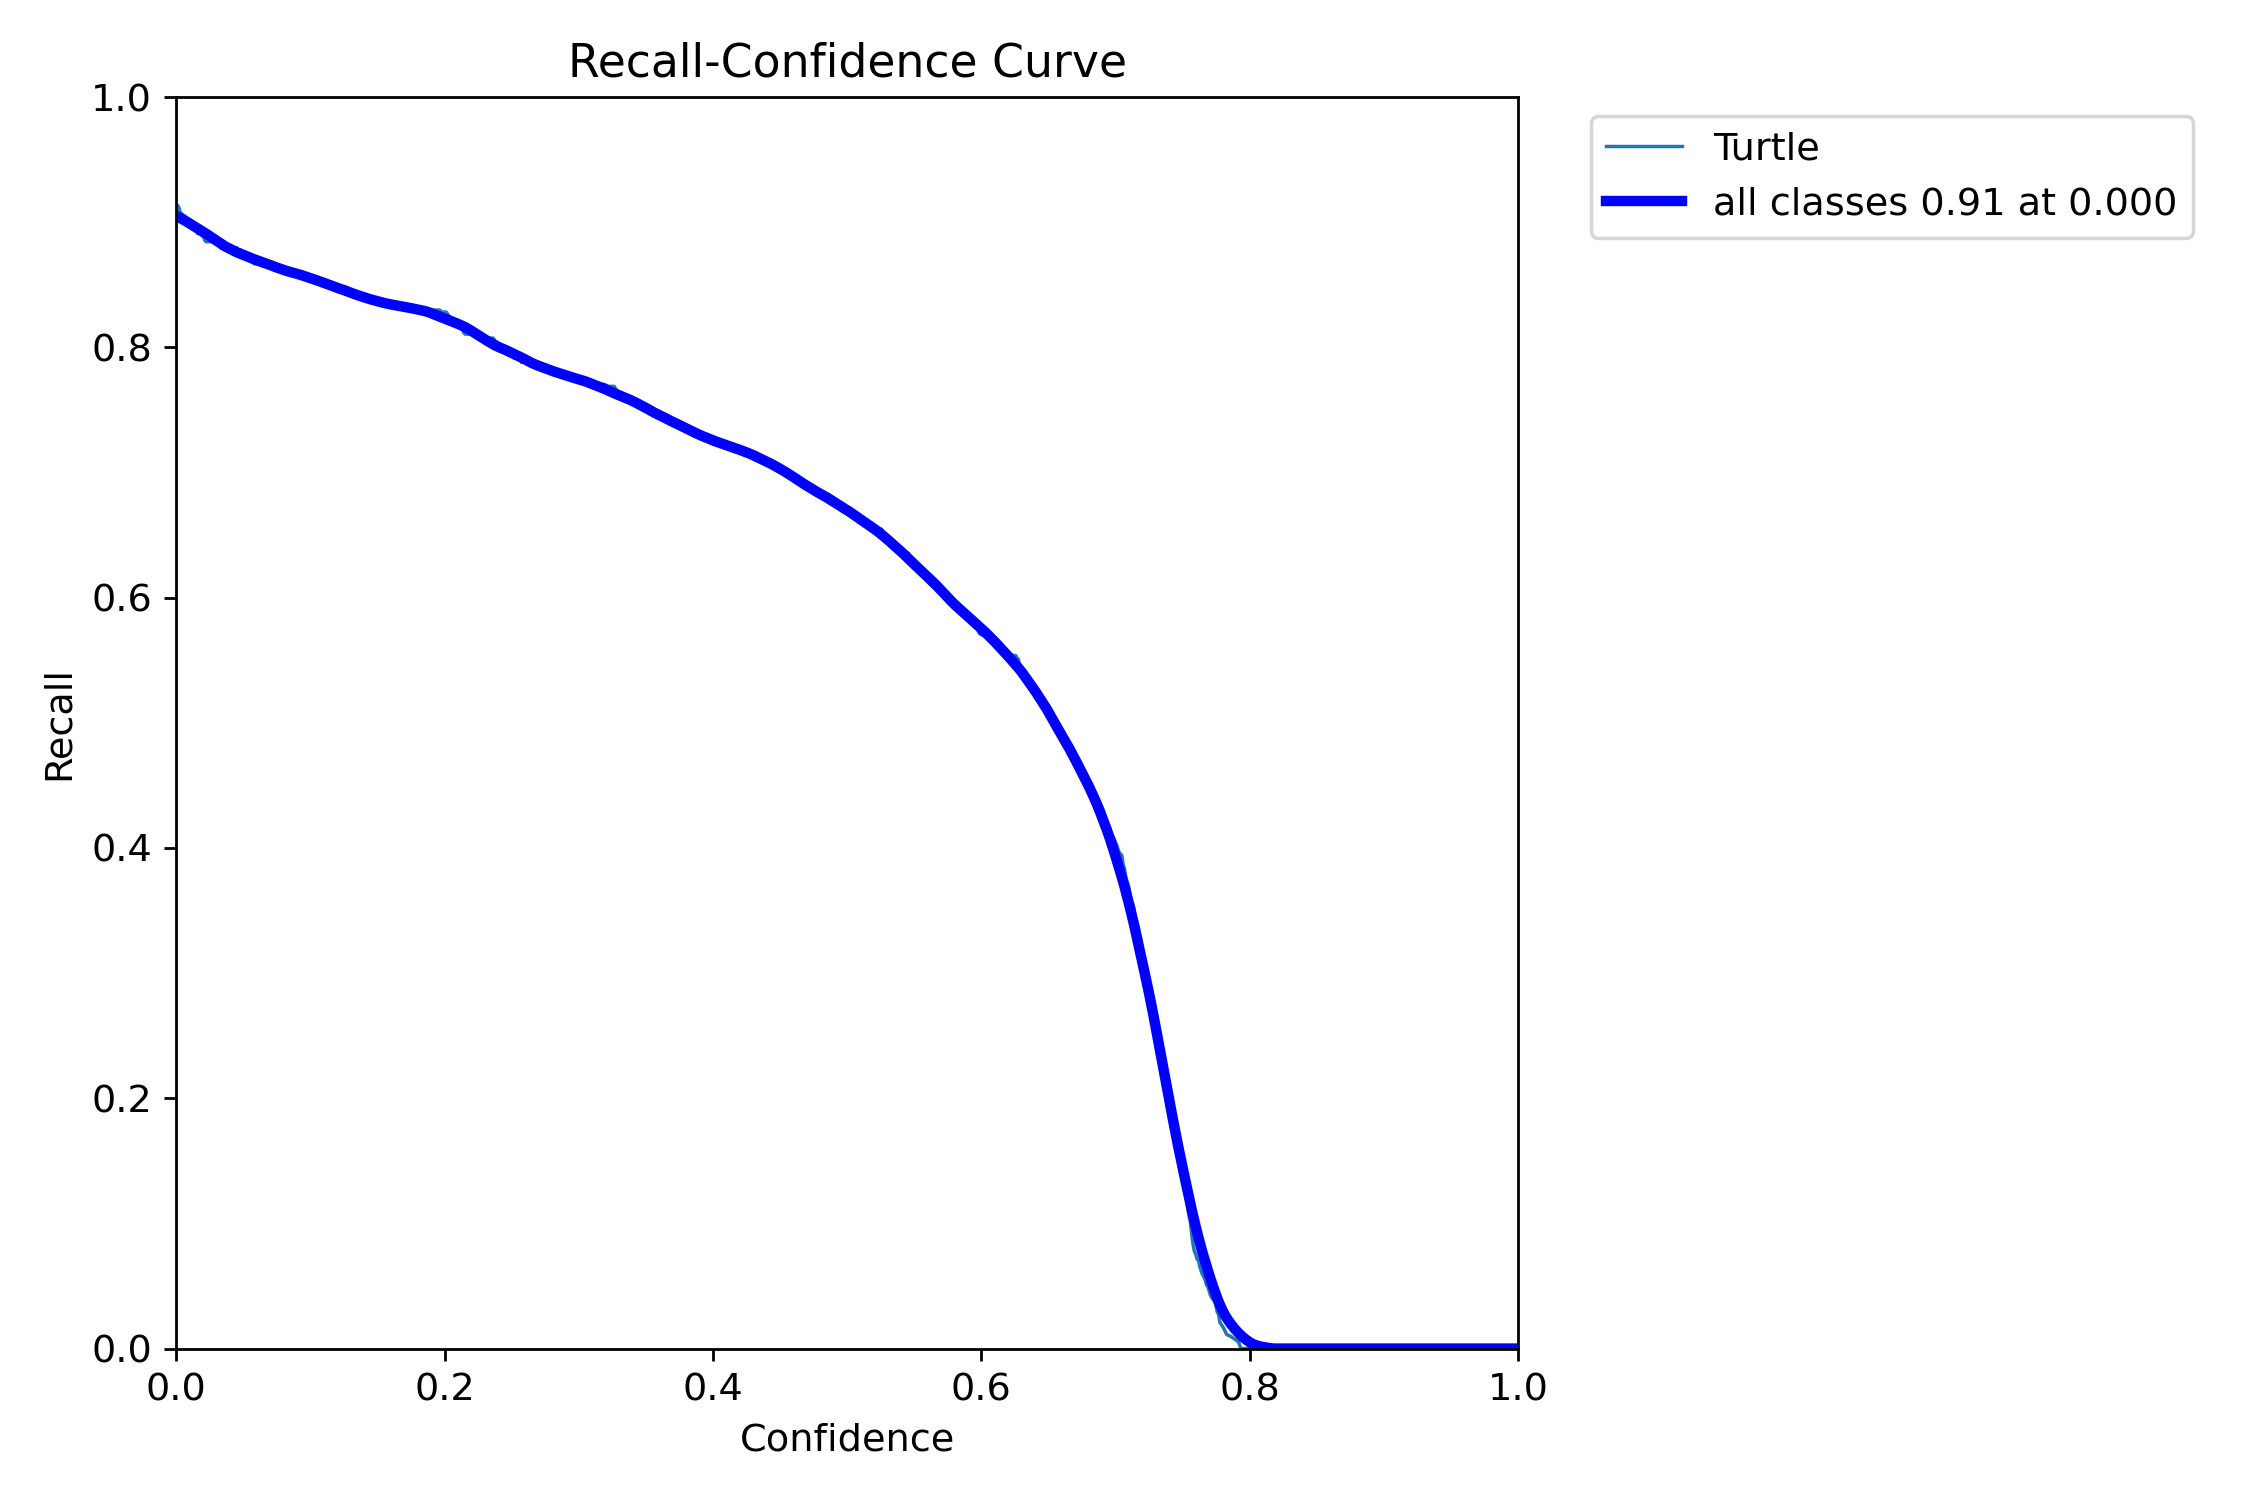 Recall-Confidence Curve
1.0
0.8
0.6
0.4
0.2
0.0
Recall
0.0 0.2 0.4 0.6 0.8 1.0
Confidence
Turtle
all classes 0.91 at 0.000